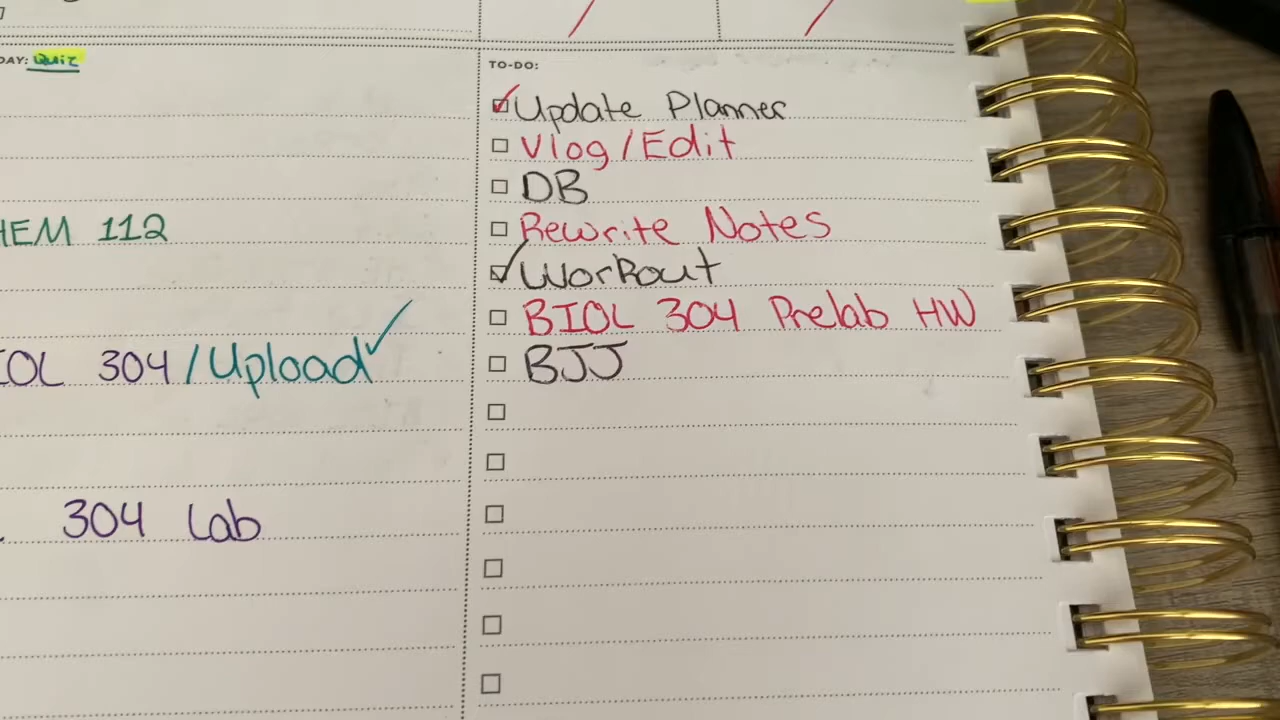 DAY: Quiz
HEM 112
IOL 304/Upload
304 Lab
TO-DO:
Update Planner
Vlog/Edit
DB
Rewrite Notes
Workout
BIOL 304 Prelab HW
BJJ